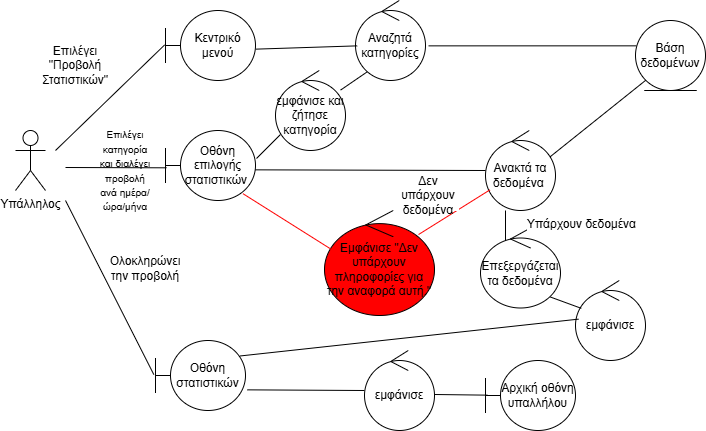 Επιλέγει
"Προβολή
Στατιστικών"
Κεντρικό
μενού
Αναζητά
κατηγορίες
Βάση
δεδομένων
εμφάνισε και
ζήτησε
κατηγορία
Υπάλληλος
Επιλέγει
κατηγορία
και διαλέγει
προβολή
ανά ημέρα/
ώρα/μήνα
Οθόνη
επιλογής
στατιστικών
Ανακτά τα
δεδομένα
Δεν
υπάρχουν
δεδομένα
Εμφάνισε "Δεν
υπάρχουν
πληροφορίες για
την αναφορά αυτή "
Υπάρχουν δεδομένα
Επεξεργάζεται
τα δεδομένα
Ολοκληρώνει
την προβολή
εμφάνισε
Οθόνη
στατιστικών
εμφάνισε
Αρχική οθόνη
υπαλλήλου